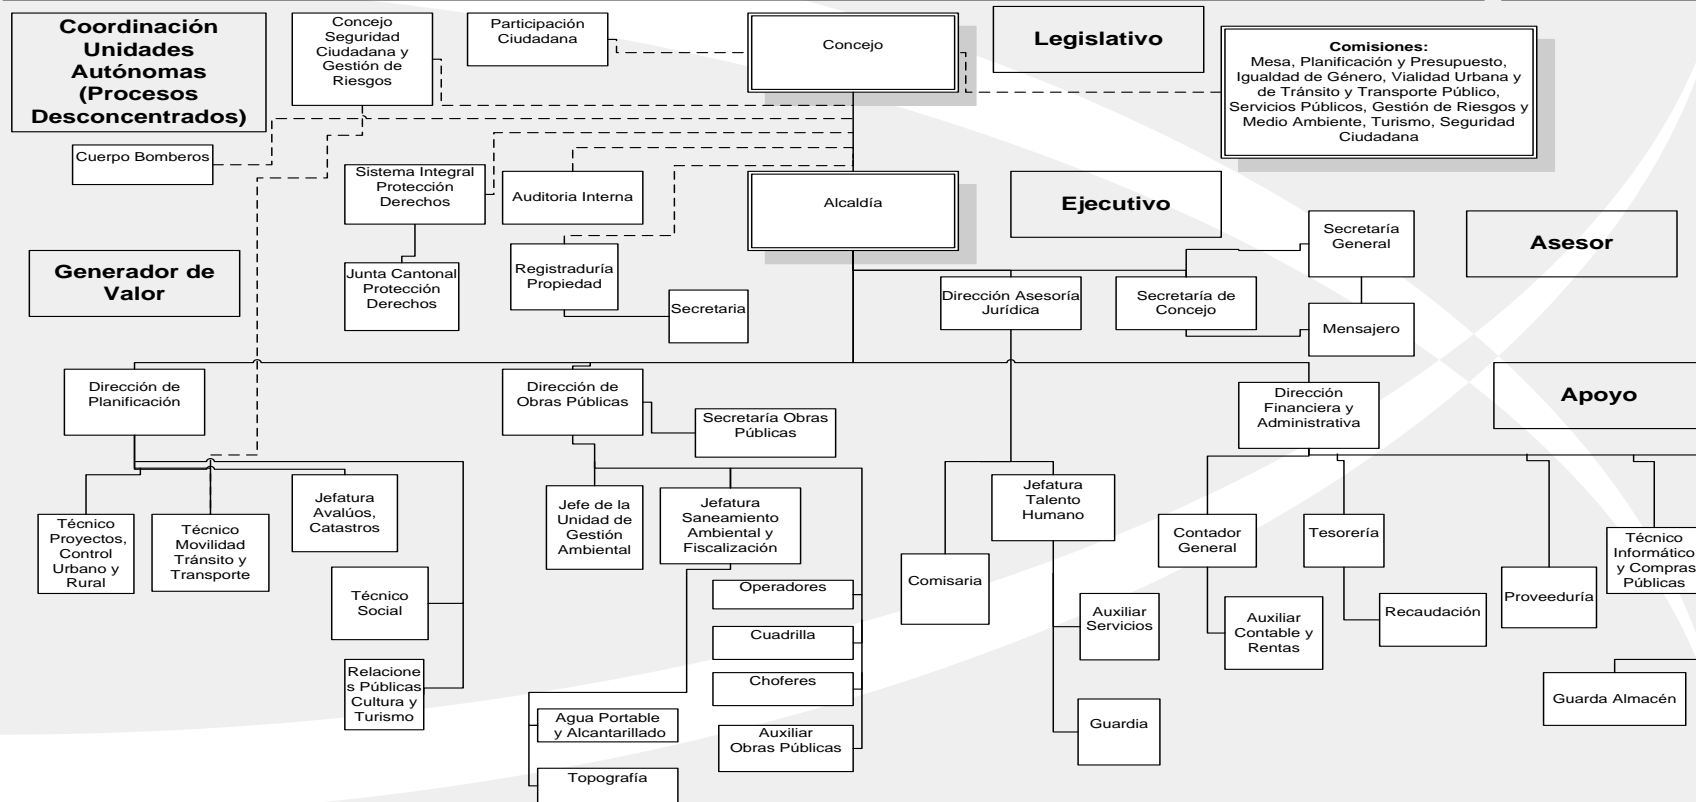 Coordinación
Unidades
Autónomas
(Procesos
Desconcentrados)
Concejo
Seguridad
Ciudadana y
Gestión de
Riesgos
Participación
Ciudadana
Concejo
Legislativo
Comisiones:
Mesa, Planificación y Presupuesto,
Igualdad de Género, Vialidad Urbana y
de Tránsito y Transporte Público,
Servicios Públicos, Gestión de Riesgos y
Medio Ambiente, Turismo, Seguridad
Ciudadana
Cuerpo Bomberos
Sistema Integral
Protección
Derechos
Auditoria Interna
Alcaldía
Ejecutivo
Secretaría
General
Asesor
Generador de
Valor
Junta Cantonal
Protección
Derechos
Registraduría
Propiedad
Secretaria
Dirección Asesoría
Jurídica
Secretaría de
Concejo
Mensajero
Dirección de
Planificación
Dirección de
Obras Públicas
Secretaría Obras
Públicas
Dirección
Financiera y
Administrativa
Apoyo
Técnico
Proyectos,
Control
Urbano y
Rural
Técnico
Movilidad
Tránsito y
Transporte
Jefatura
Avalúos,
Catastros
Jefe de la
Unidad de
Gestión
Ambiental
Jefatura
Saneamiento
Ambiental y
Fiscalización
Jefatura
Talento
Humano
Contador
General
Tesorería
Técnico
Informático
y Compras
Públicas
Técnico
Social
Operadores
Comisaria
Auxiliar
Servicios
Auxiliar
Contable y
Rentas
Recaudación
Proveeduría
Cuadrilla
Relacione
s Públicas
Cultura y
Turismo
Choferes
Guarda Almacén
Agua Portable
y Alcantarillado
Auxiliar
Obras Públicas
Guardia
Topografía